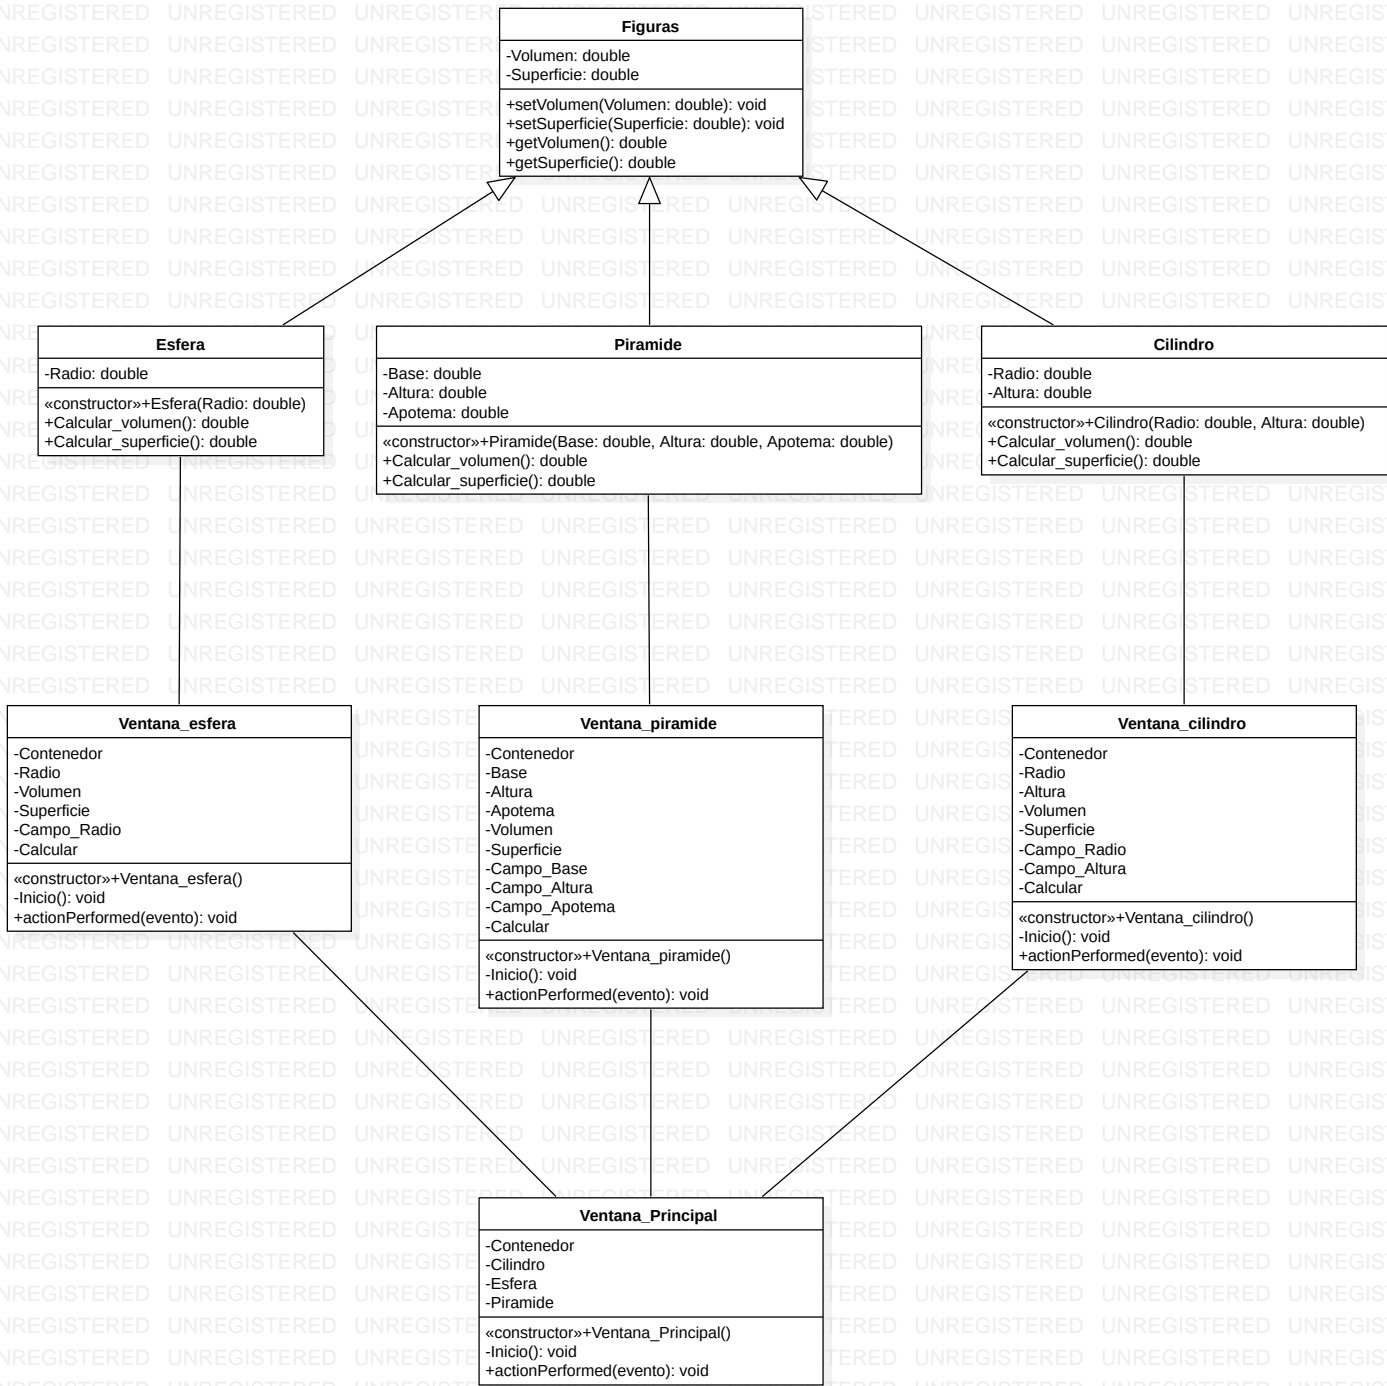 Figuras
-Volumen: double
-Superficie: double
+setVolumen(Volumen: double): void
+setSuperficie(Superficie: double): void
+getVolumen(): double
+getSuperficie(): double
Esfera
-Radio: double
«constructor»+Esfera(Radio: double)
+Calcular_volumen(): double
+Calcular_superficie(): double
Piramide
-Base: double
-Altura: double
-Apotema: double
«constructor»+Piramide(Base: double, Altura: double, Apotema: double)
+Calcular_volumen(): double
+Calcular_superficie(): double
Cilindro
-Radio: double
-Altura: double
«constructor»+Cilindro(Radio: double, Altura: double)
+Calcular_volumen(): double
+Calcular_superficie(): double
Ventana_esfera
-Contenedor
-Radio
-Volumen
-Superficie
-Campo_Radio
-Calcular
«constructor»+Ventana_esfera()
-Inicio(): void
+actionPerformed(evento): void
Ventana_piramide
-Contenedor
-Base
-Altura
-Apotema
-Volumen
-Superficie
-Campo_Base
-Campo_Altura
-Campo_Apotema
-Calcular
«constructor»+Ventana_piramide()
-Inicio(): void
+actionPerformed(evento): void
Ventana_cilindro
-Contenedor
-Radio
-Altura
-Volumen
-Superficie
-Campo_Radio
-Campo_Altura
-Calcular
«constructor»+Ventana_cilindro()
-Inicio(): void
+actionPerformed(evento): void
Ventana_Principal
-Contenedor
-Cilindro
-Esfera
-Piramide
«constructor»+Ventana_Principal()
-Inicio(): void
+actionPerformed(evento): void
UNREGISTERED